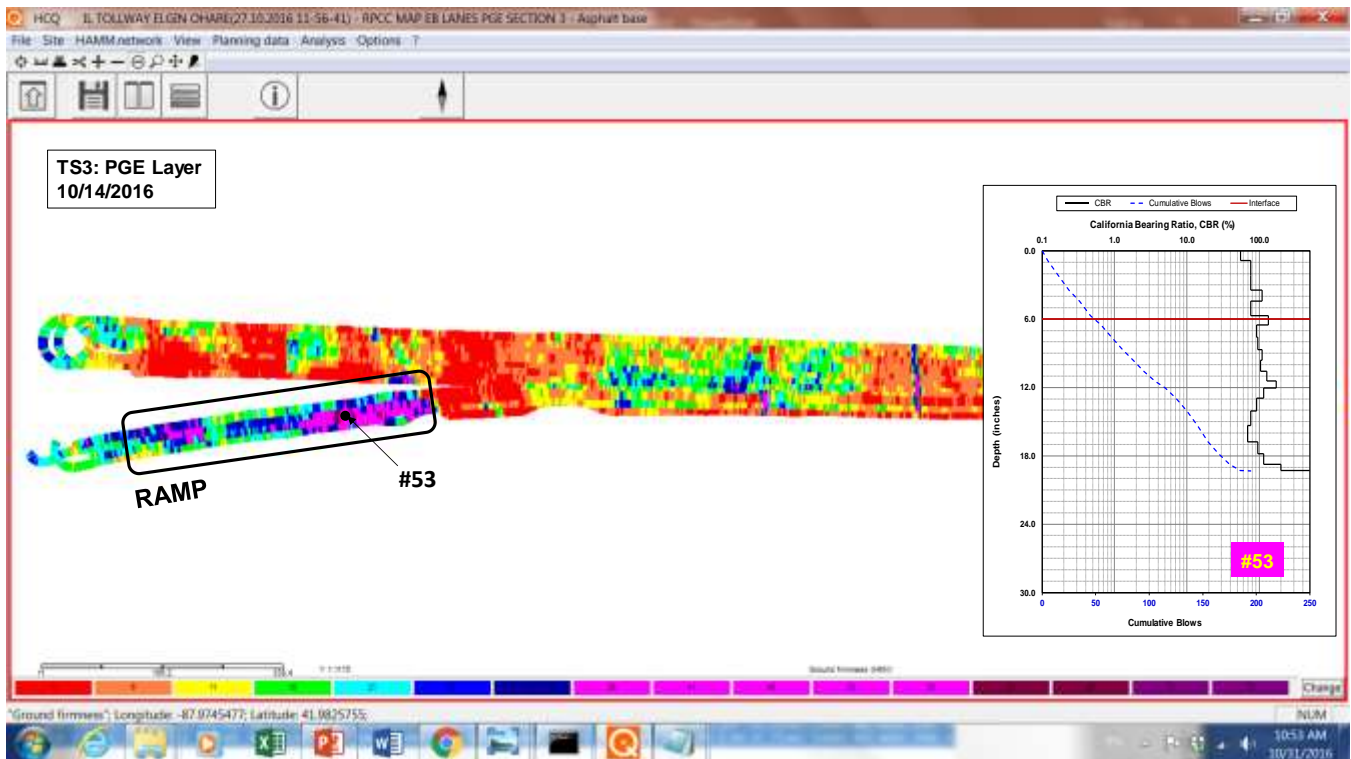 HCQ IL TOLLWAY ELGIN OHARE(27.10.2016 11-56-41) - RPCC MAP EB LANES PGE SECTION 3 - Asphalt base
File Site HAMM network View Planning data Analysis Options ?
TS3: PGE Layer
10/14/2016
CBR Cumulative Blows Interface
California Bearing Ratio, CBR (%)
0.1 1.0 10.0 100.0
0.0
6.0
12.0
18.0
24.0
30.0
Depth (inches)
#53
0 50 100 150 200 250
Cumulative Blows
RAMP
#53
Ground firmness (HMV)
Change
"Ground firmness"; Longitude: -87.9745477; Latitude: 41.9825755;
NUM
10:53 AM
10/31/2016